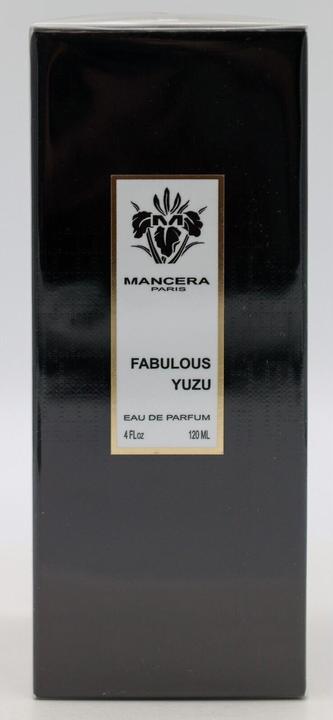 M
MANCERA
PARIS
FABULOUS
YUZU
EAU DE PARFUM
4 FLoz 120 ML